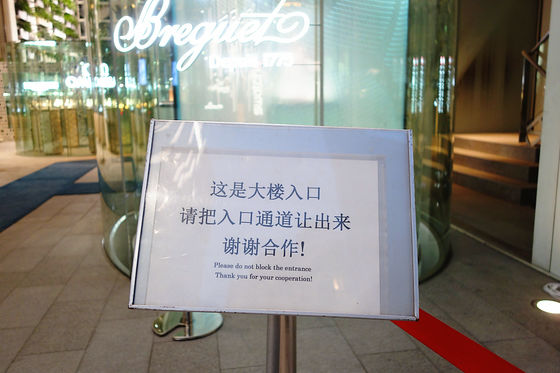 Breguet
Depuis 1775
这是大楼入口
请把入口通道让出来
谢谢合作!
Please do not block the entrance
Thank you for your cooperation!